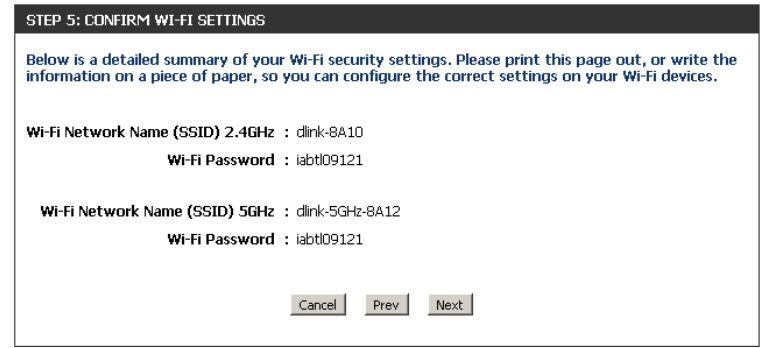 STEP 5: CONFIRM WI-FI SETTINGS
Below is a detailed summary of your Wi-Fi security settings. Please print this page out, or write the
information on a piece of paper, so you can configure the correct settings on your Wi-Fi devices.
Wi-Fi Network Name (SSID) 2.4GHz : dlink-8A10
Wi-Fi Password : iabtl09121
Wi-Fi Network Name (SSID) 5GHz : dlink-5GHz-8A12
Wi-Fi Password : iabtl09121
Cancel Prev Next